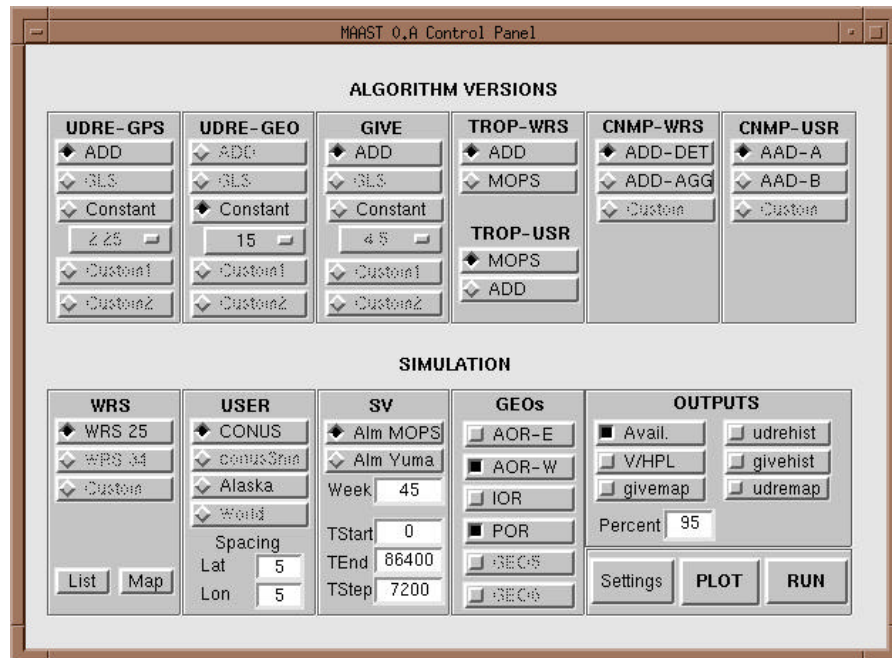 MAAST 0.A Control Panel
ALGORITHM VERSIONS
UDRE-GPS
ADD
GLS
Constant
2.25
Custom1
Custom2
UDRE-GEO
ADD
GLS
Constant
15
Custom1
Custom2
GIVE
ADD
GLS
Constant
4.5
Custom1
Custom2
TROP-WRS
ADD
MOPS
TROP-USR
MOPS
ADD
CNMP-WRS
ADD-DET
ADD-AGG
Custom
CNMP-USR
AAD-A
AAD-B
Custom
SIMULATION
WRS
WRS 25
WRS 34
Custom
List Map
USER
CONUS
Alaska
World
Spacing
Lat 5
Lon 5
SV
Alm MOPS
Alm Yuma
Week 45
TStart 0
TEnd 86400
TStep 7200
GEOs
AOR-E
AOR-W
IOR
POR
GEO5
GEO6
OUTPUTS
Avail. udrehist
V/HPL givehist
givemap udremap
Percent 95
Settings PLOT RUN